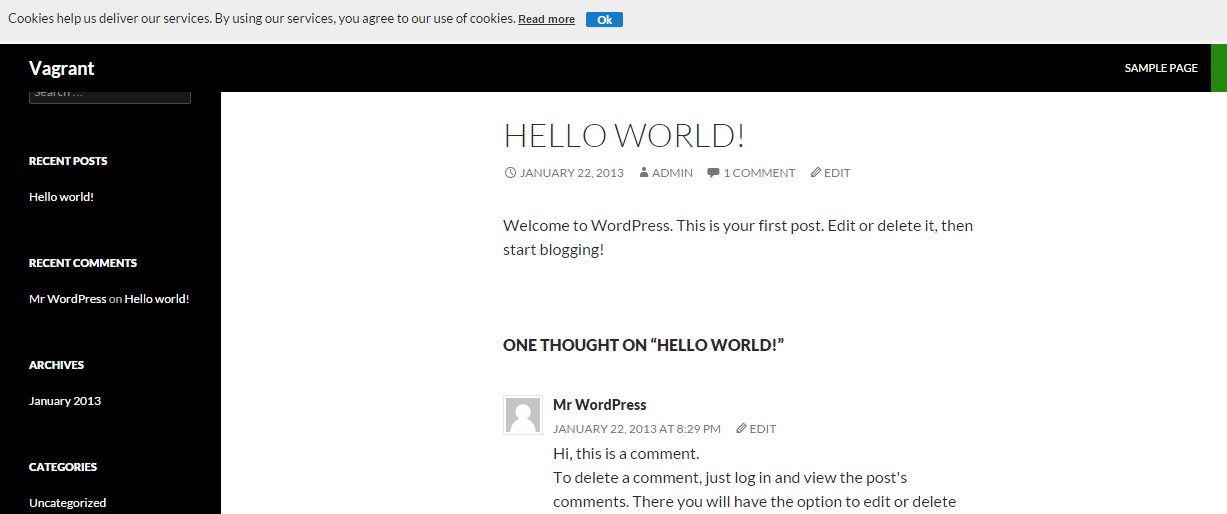 Cookies help us deliver our services. By using our services, you agree to our use of cookies. Read more Ok
Vagrant
SAMPLE PAGE
Search …
RECENT POSTS
Hello world!
RECENT COMMENTS
Mr WordPress on Hello world!
ARCHIVES
January 2013
CATEGORIES
Uncategorized
HELLO WORLD!
JANUARY 22, 2013 ADMIN 1 COMMENT EDIT
Welcome to WordPress. This is your first post. Edit or delete it, then
start blogging!
ONE THOUGHT ON “HELLO WORLD!”
Mr WordPress
JANUARY 22, 2013 AT 8:29 PM EDIT
Hi, this is a comment.
To delete a comment, just log in and view the post's
comments. There you will have the option to edit or delete